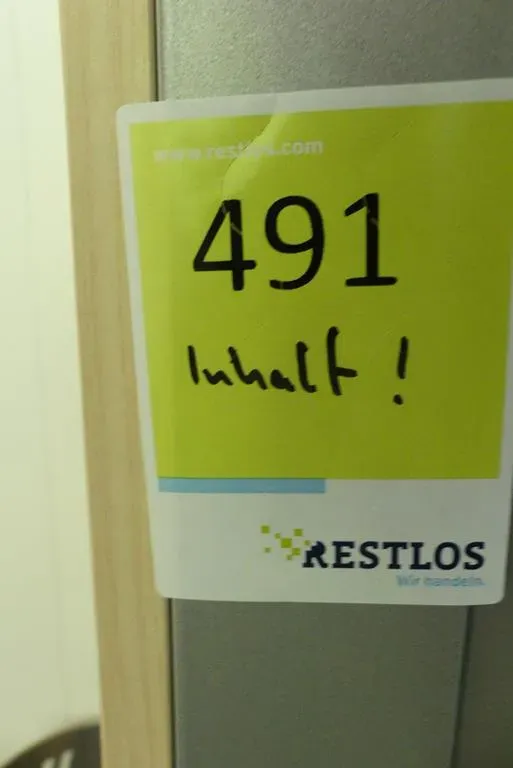 www.restlos.com
491
Inhalt !
RESTLOS
Wir handeln.